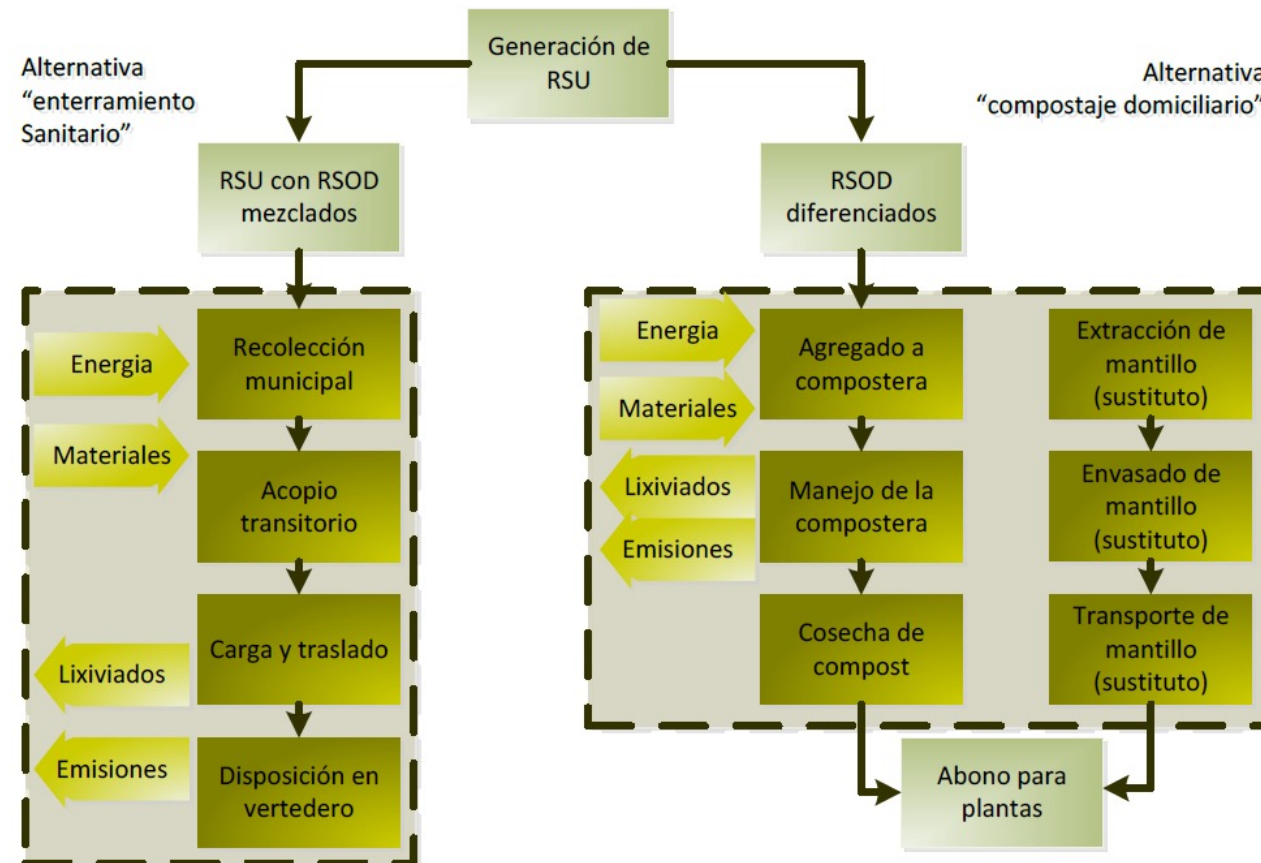 Generación de
RSU
Alternativa
“enterramiento
Sanitario”
Alternativa
“compostaje domiciliario”
RSU con RSOD
mezclados
RSOD
diferenciados
Energia
Materiales
Lixiviados
Emisiones
Recolección
municipal
Acopio
transitorio
Carga y traslado
Disposición en
vertedero
Energia
Materiales
Lixiviados
Emisiones
Agregado a
compostera
Manejo de la
compostera
Cosecha de
compost
Extracción de
mantillo
(sustituto)
Envasado de
mantillo
(sustituto)
Transporte de
mantillo
(sustituto)
Abono para
plantas